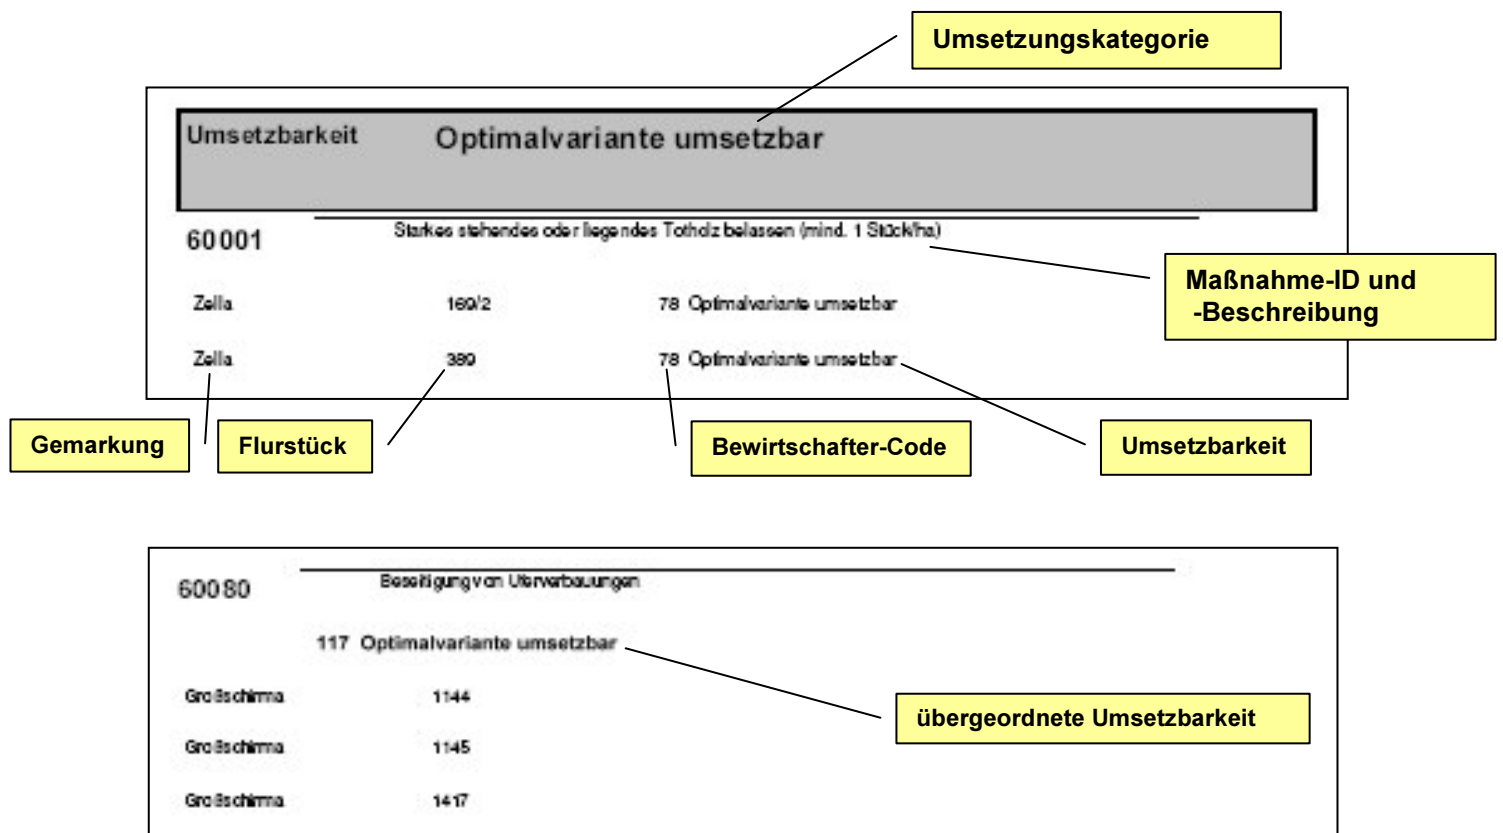 Umsetzungskategorie
Umsetzbarkeit Optimalvariante umsetzbar
60001 Starkes stehendes oder liegendes Totholz belassen (mind. 1 Stück/ha)
Maßnahme-ID und
-Beschreibung
Zella 169/2 78 Optimalvariante umsetzbar
Zella 389 78 Optimalvariante umsetzbar
Gemarkung Flurstück Bewirtschafter-Code Umsetzbarkeit
60080 Beseitigung von Uferverbauungen
117 Optimalvariante umsetzbar
Großschirma 1144
übergeordnete Umsetzbarkeit
Großschirma 1145
Großschirma 1417